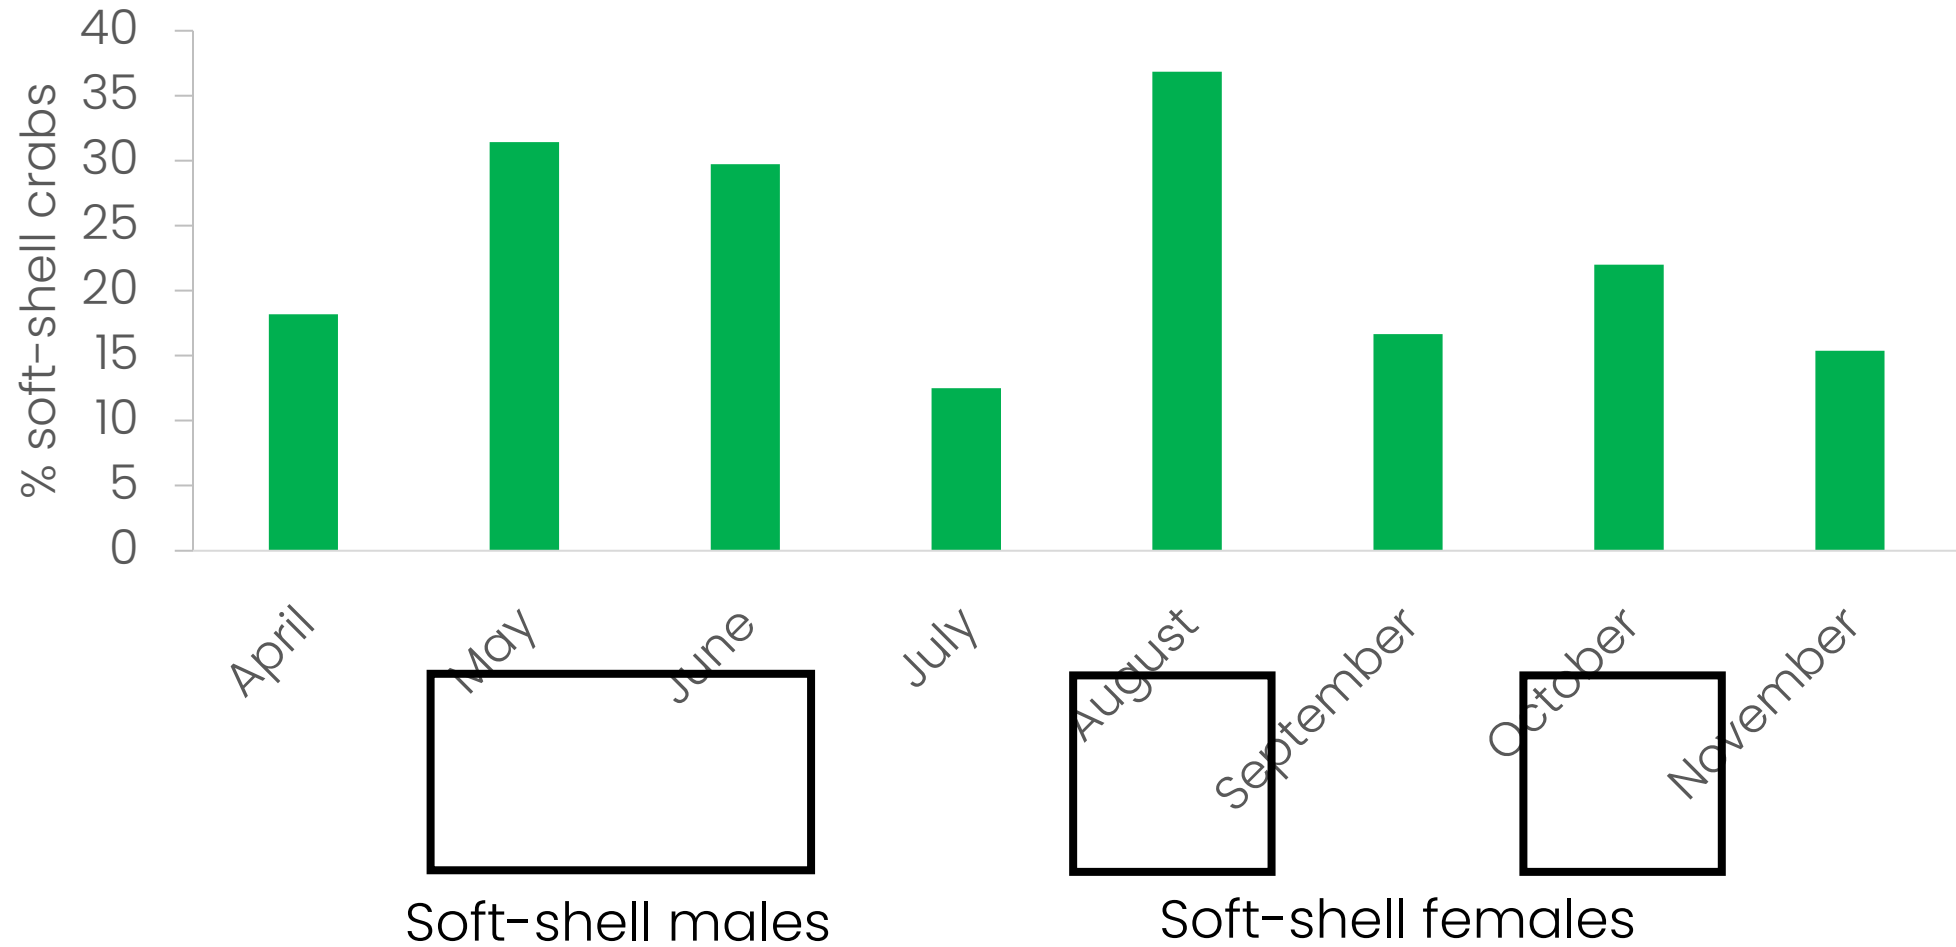 % soft-shell crabs
40
35
30
25
20
15
10
5
0
April
May
June
July
August
September
October
November
Soft-shell males
Soft-shell females